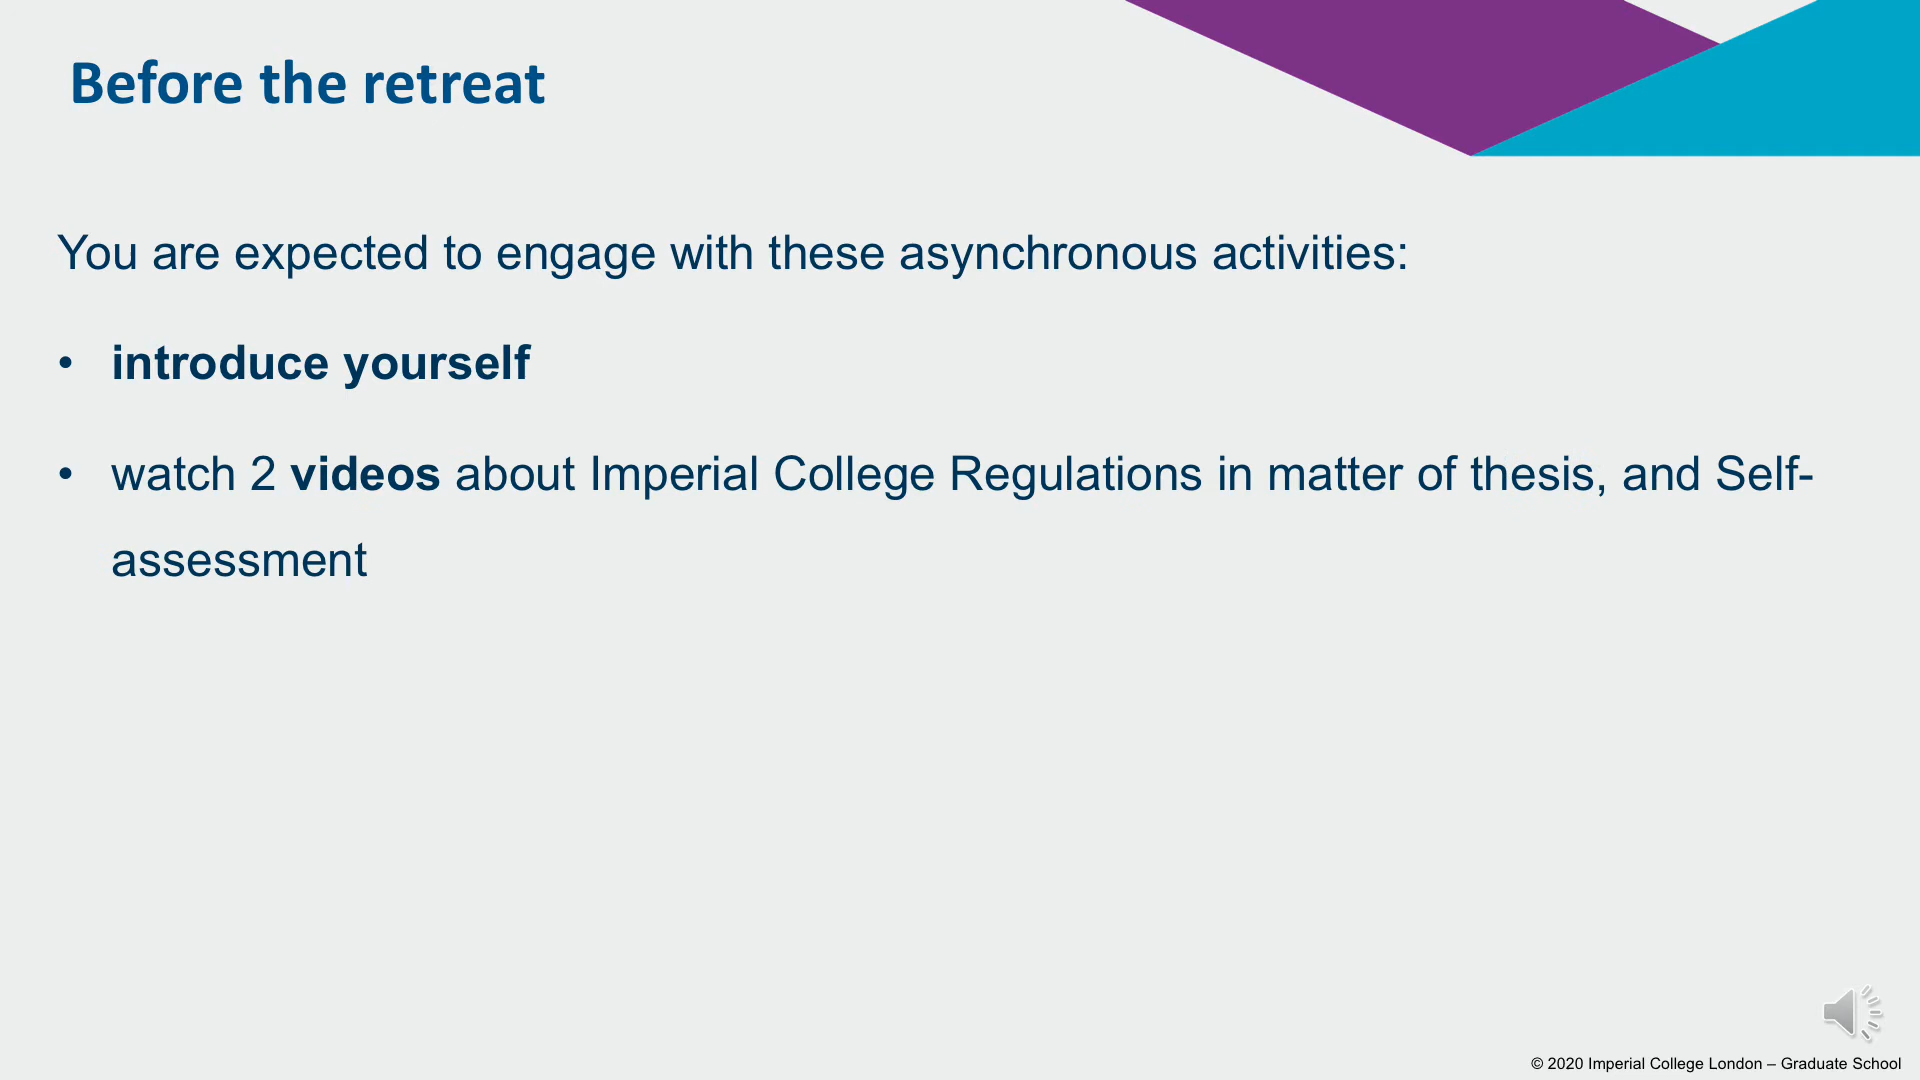 Before the retreat
You are expected to engage with these asynchronous activities:
• introduce yourself
• watch 2 videos about Imperial College Regulations in matter of thesis, and Self-
assessment
© 2020 Imperial College London – Graduate School